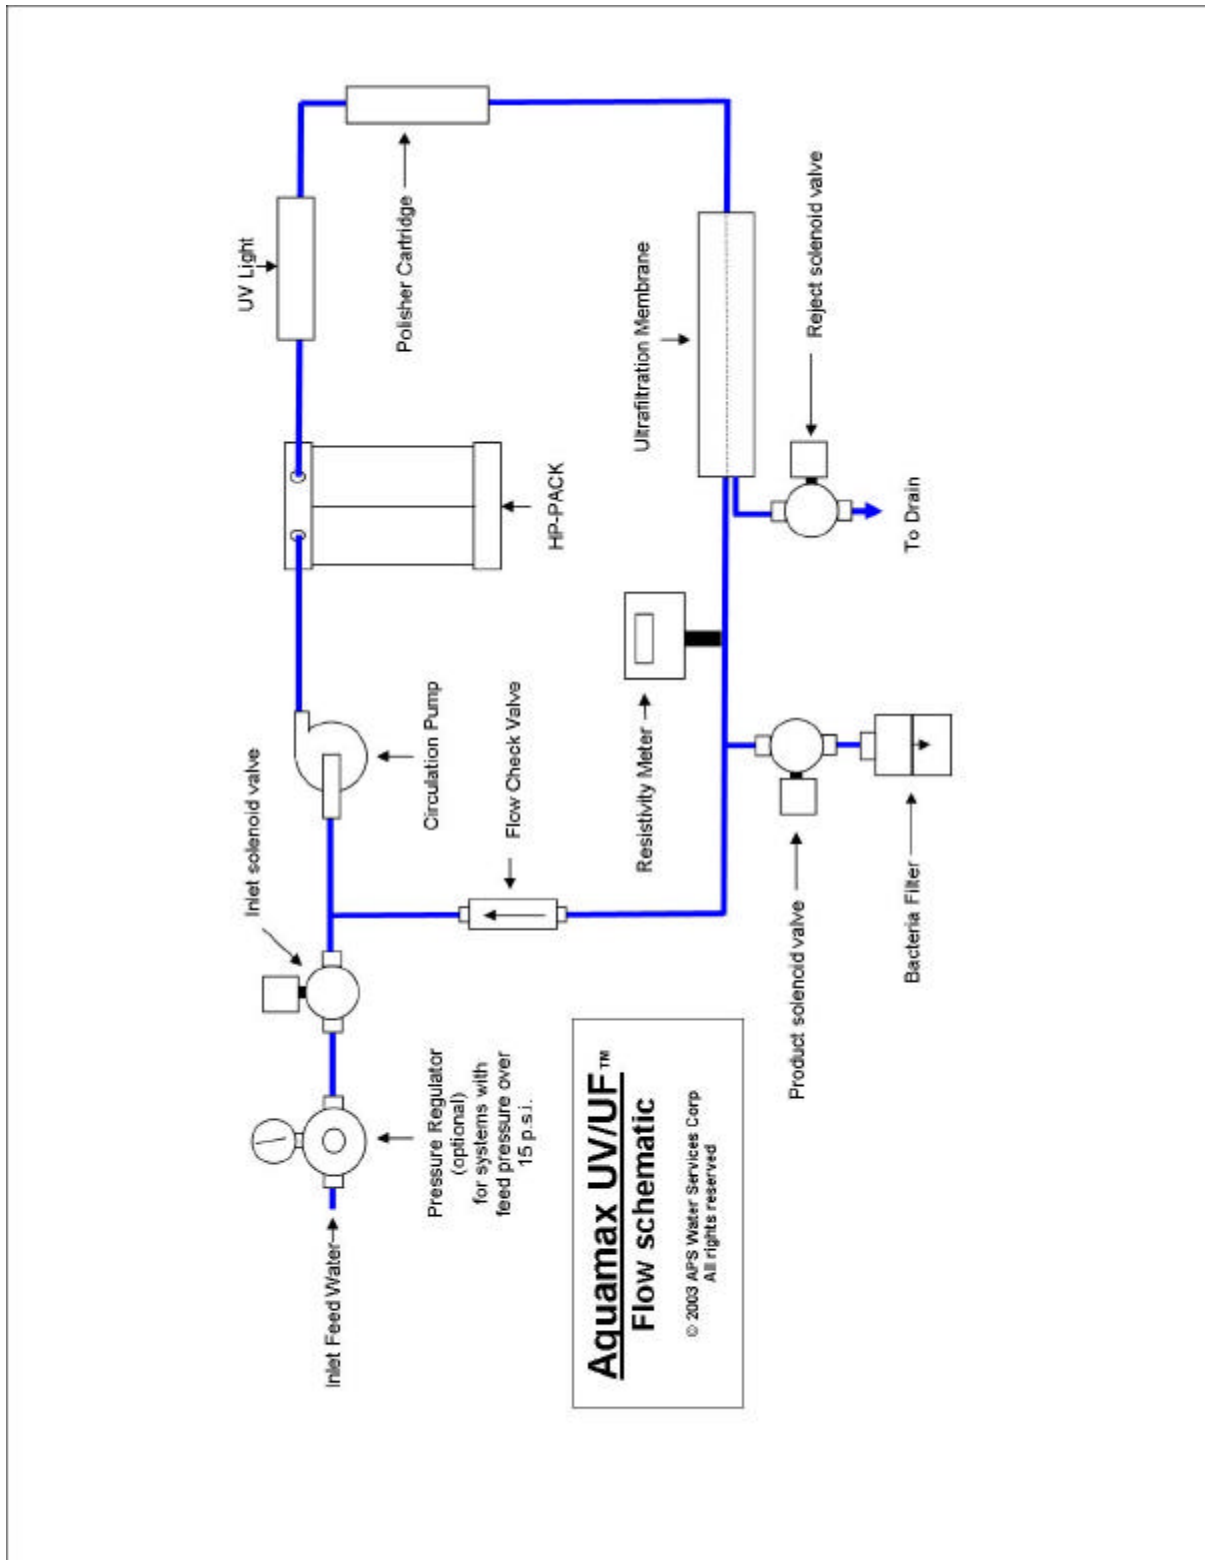 Inlet Feed Water
Pressure Regulator
(optional)
for systems with
feed pressure over
15 p.s.i.
Inlet solenoid valve
Circulation Pump
Flow Check Valve
HP-PACK
UV Light
Polisher Cartridge
Ultrafiltration Membrane
Reject solenoid valve
To Drain
Resistivity Meter
Product solenoid valve
Bacteria Filter
Aquamax UV/UF™
Flow schematic
© 2003 APS Water Services Corp
All rights reserved